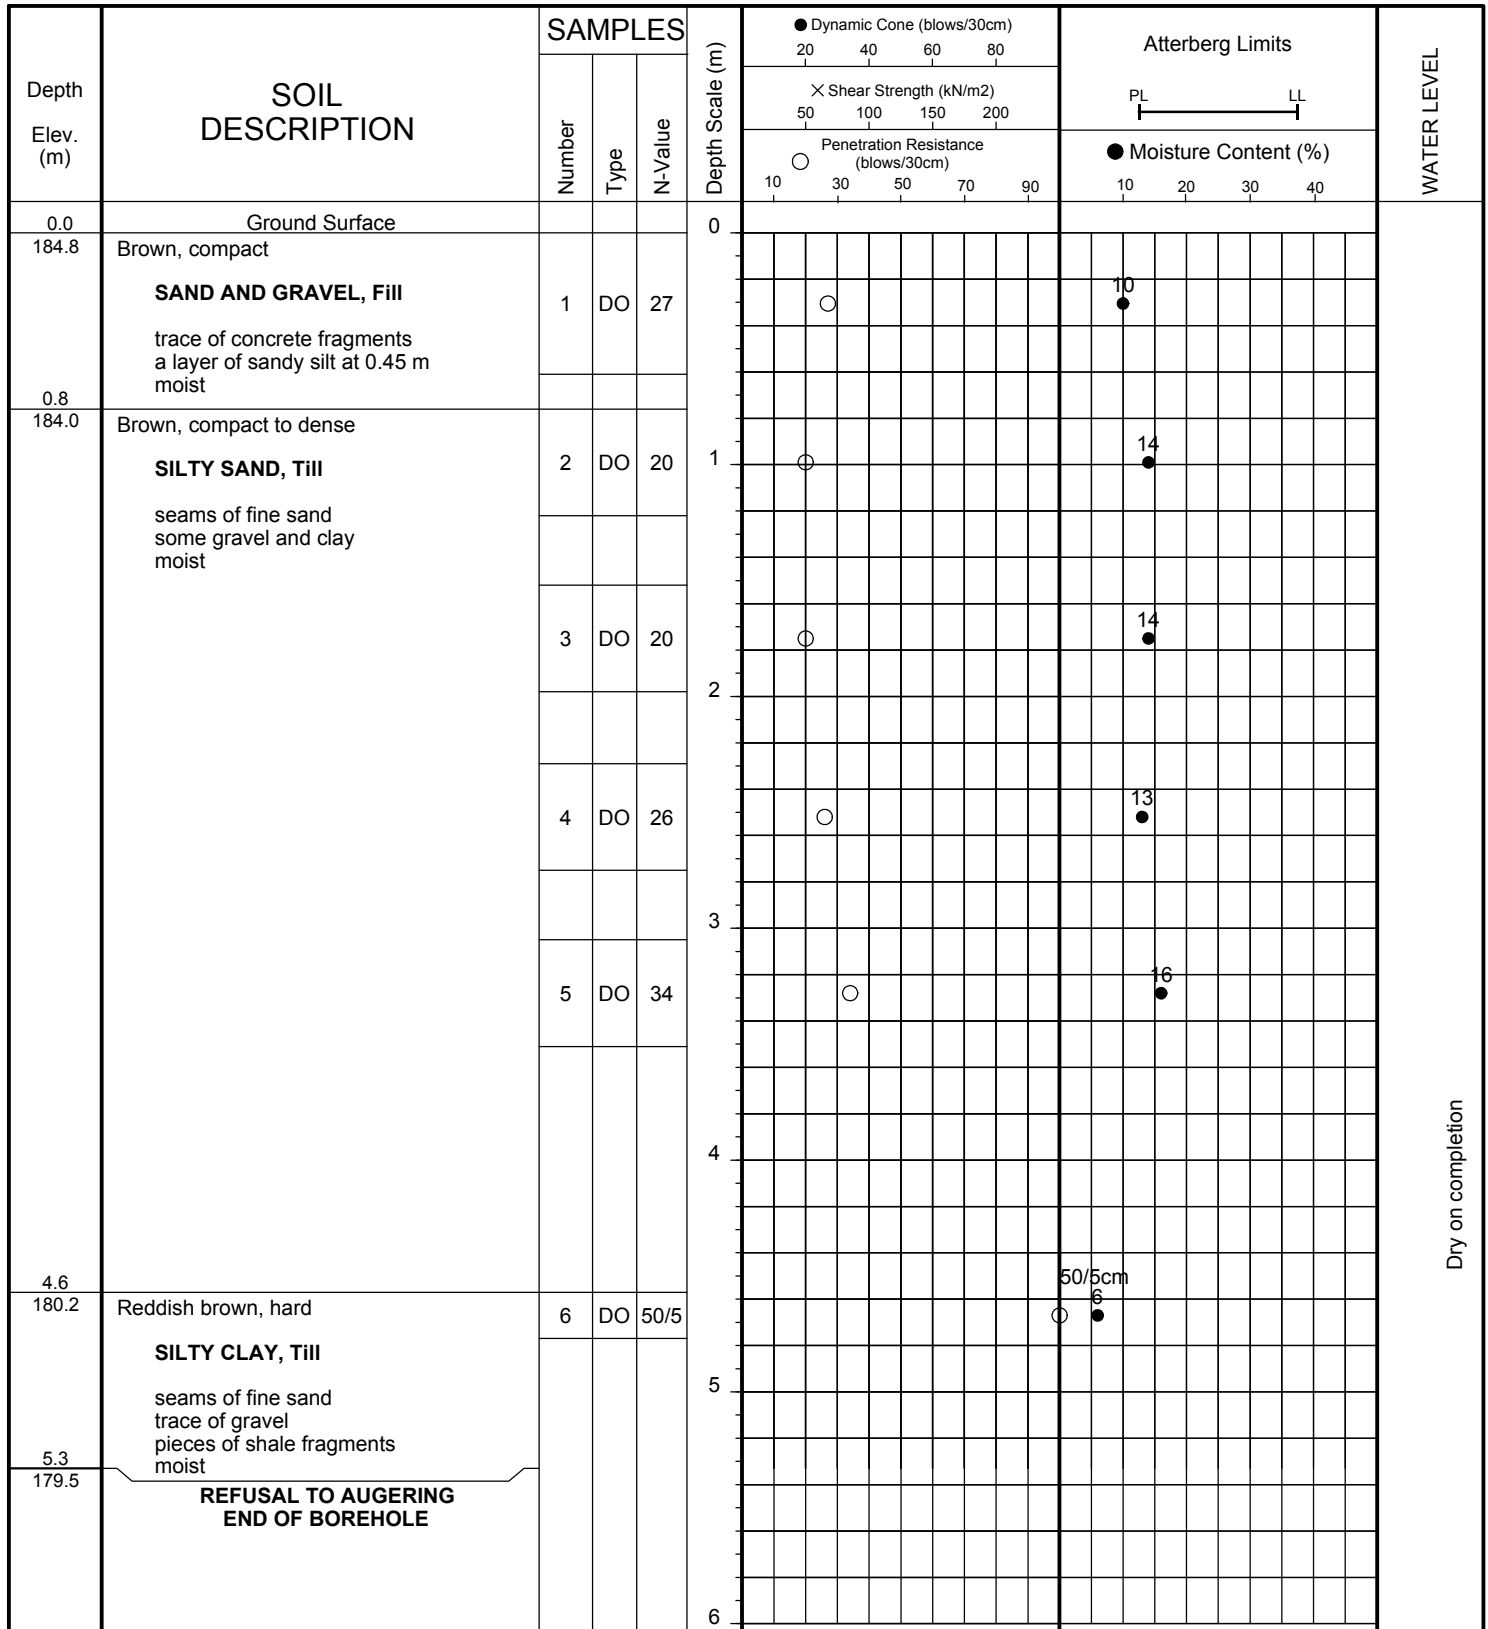 Depth
Elev.
(m)
SOIL
DESCRIPTION
SAMPLES
Number
Type
N-Value
Depth Scale (m)
● Dynamic Cone (blows/30cm)
20 40 60 80
× Shear Strength (kN/m2)
50 100 150 200
○ Penetration Resistance
(blows/30cm)
10 30 50 70 90
Atterberg Limits
PL LL
● Moisture Content (%)
10 20 30 40
WATER LEVEL
0.0 Ground Surface 0
184.8 Brown, compact
SAND AND GRAVEL, Fill
1 DO 27 10
trace of concrete fragments
a layer of sandy silt at 0.45 m
moist
0.8
184.0 Brown, compact to dense
SILTY SAND, Till
2 DO 20 1 14
seams of fine sand
some gravel and clay
moist
3 DO 20 14
2
4 DO 26 13
3
5 DO 34 16
4
Dry on completion
4.6
180.2 Reddish brown, hard
6 DO 50/5 50/5cm
6
SILTY CLAY, Till
5
seams of fine sand
trace of gravel
pieces of shale fragments
moist
5.3
179.5
REFUSAL TO AUGERING
END OF BOREHOLE
6